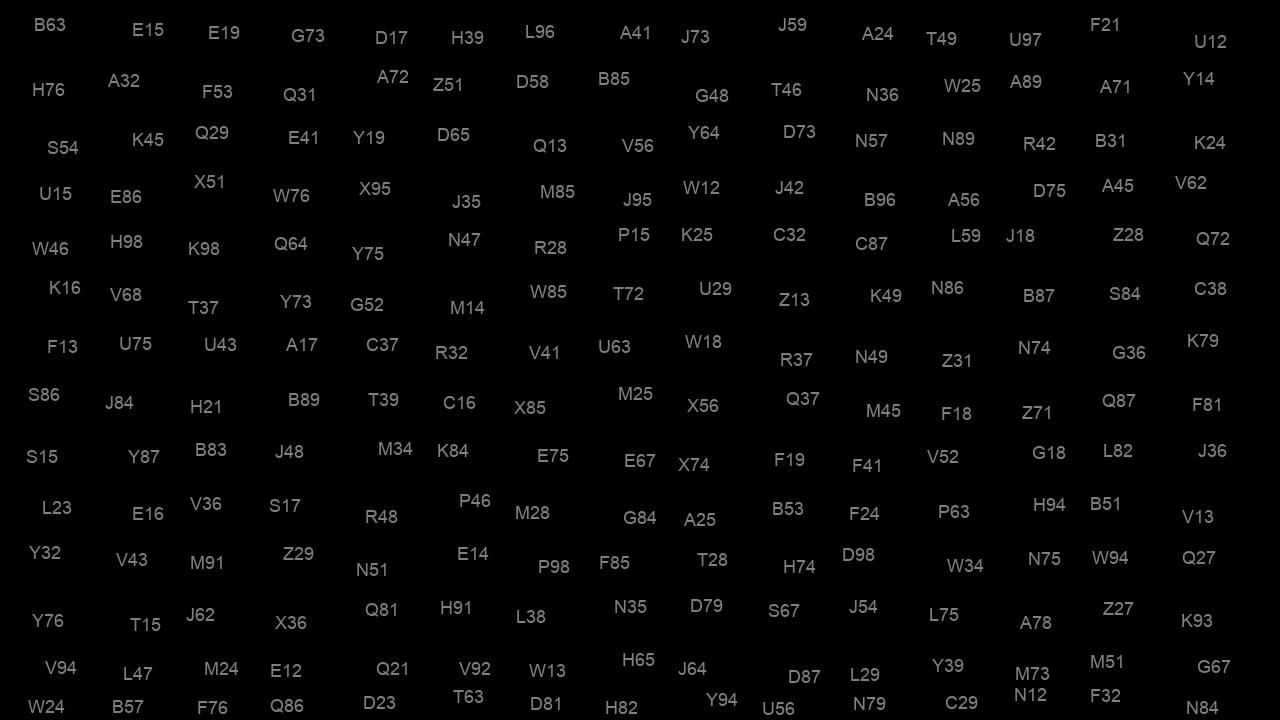 B63 E15 E19 G73 D17 H39 L96 A41 J73 J59 A24 T49 U97 F21 U12
H76 A32 F53 Q31 A72 Z51 D58 B85 G48 T46 N36 W25 A89 A71 Y14
S54 K45 Q29 E41 Y19 D65 Q13 V56 Y64 D73 N57 N89 R42 B31 K24
U15 E86 X51 W76 X95 J35 M85 J95 W12 J42 B96 A56 D75 A45 V62
W46 H98 K98 Q64 Y75 N47 R28 P15 K25 C32 C87 L59 J18 Z28 Q72
K16 V68 T37 Y73 G52 M14 W85 T72 U29 Z13 K49 N86 B87 S84 C38
F13 U75 U43 A17 C37 R32 V41 U63 W18 R37 N49 Z31 N74 G36 K79
S86 J84 H21 B89 T39 C16 X85 M25 X56 Q37 M45 F18 Z71 Q87 F81
S15 Y87 B83 J48 M34 K84 E75 E67 X74 F19 F41 V52 G18 L82 J36
L23 E16 V36 S17 R48 P46 M28 G84 A25 B53 F24 P63 H94 B51 V13
Y32 V43 M91 Z29 N51 E14 P98 F85 T28 H74 D98 W34 N75 W94 Q27
Y76 T15 J62 X36 Q81 H91 L38 N35 D79 S67 J54 L75 A78 Z27 K93
V94 L47 M24 E12 Q21 V92 W13 H65 J64 D87 L29 Y39 M73 M51 G67
W24 B57 F76 Q86 D23 T63 D81 H82 Y94 U56 N79 C29 N12 F32 N84